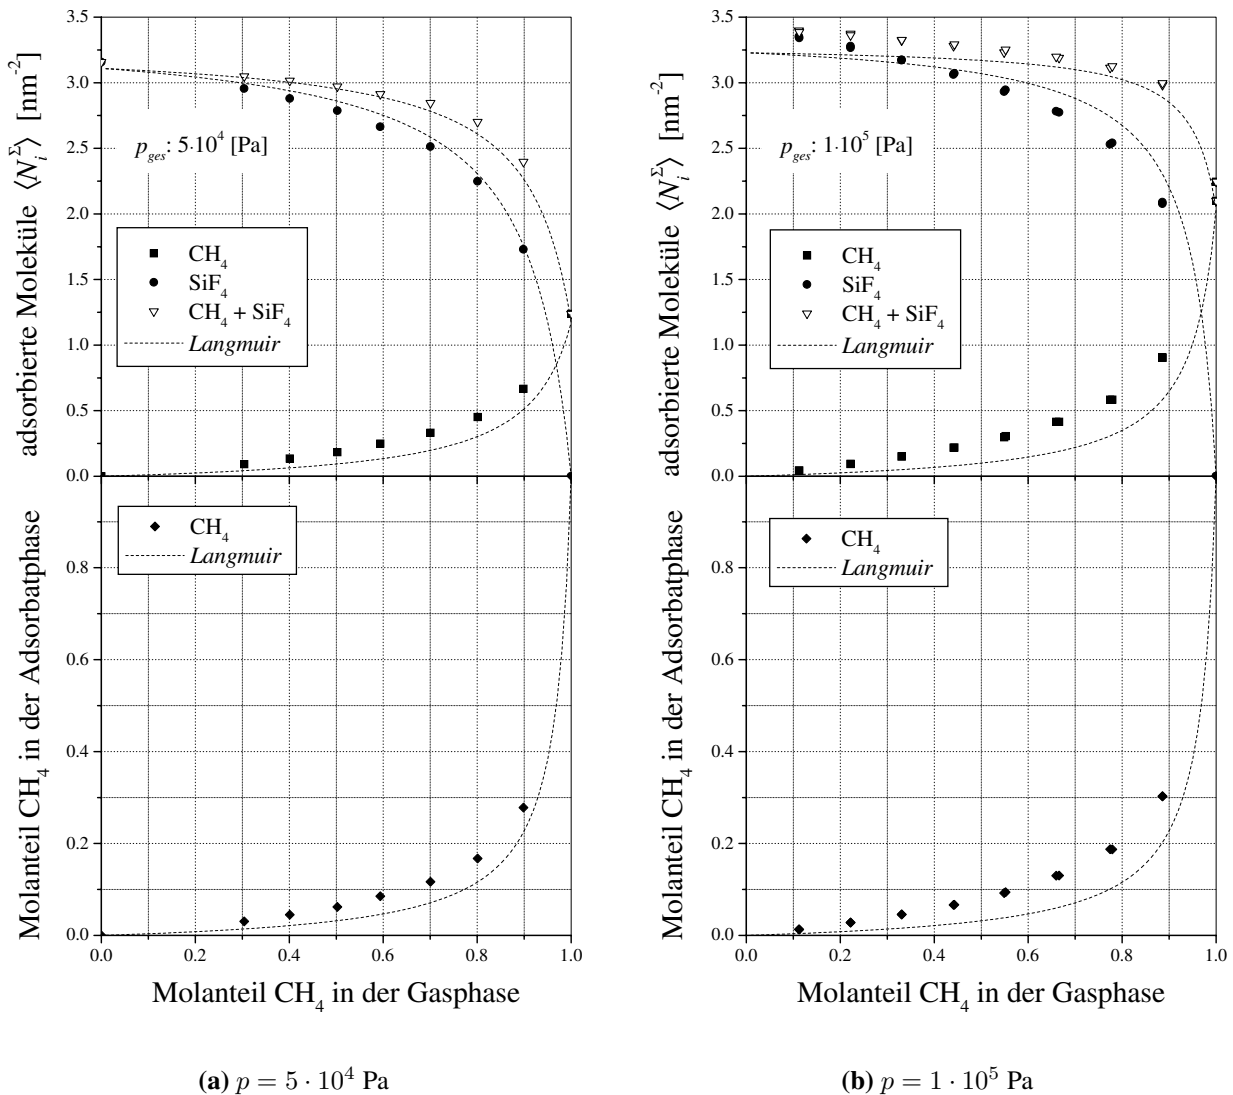 adsorbierte Moleküle ⟨N_i^Σ⟩ [nm^-2]
3.5
3.0
2.5
2.0
1.5
1.0
0.5
0.0
p_ges: 5·10^4 [Pa]
CH_4
SiF_4
CH_4 + SiF_4
Langmuir
Molanteil CH_4 in der Adsorbatphase
0.8
0.6
0.4
0.2
0.0
CH_4
Langmuir
0.0 0.2 0.4 0.6 0.8 1.0
Molanteil CH_4 in der Gasphase
(a) p = 5 · 10^4 Pa
adsorbierte Moleküle ⟨N_i^Σ⟩ [nm^-2]
3.5
3.0
2.5
2.0
1.5
1.0
0.5
0.0
p_ges: 1·10^5 [Pa]
CH_4
SiF_4
CH_4 + SiF_4
Langmuir
Molanteil CH_4 in der Adsorbatphase
0.8
0.6
0.4
0.2
0.0
CH_4
Langmuir
0.0 0.2 0.4 0.6 0.8 1.0
Molanteil CH_4 in der Gasphase
(b) p = 1 · 10^5 Pa